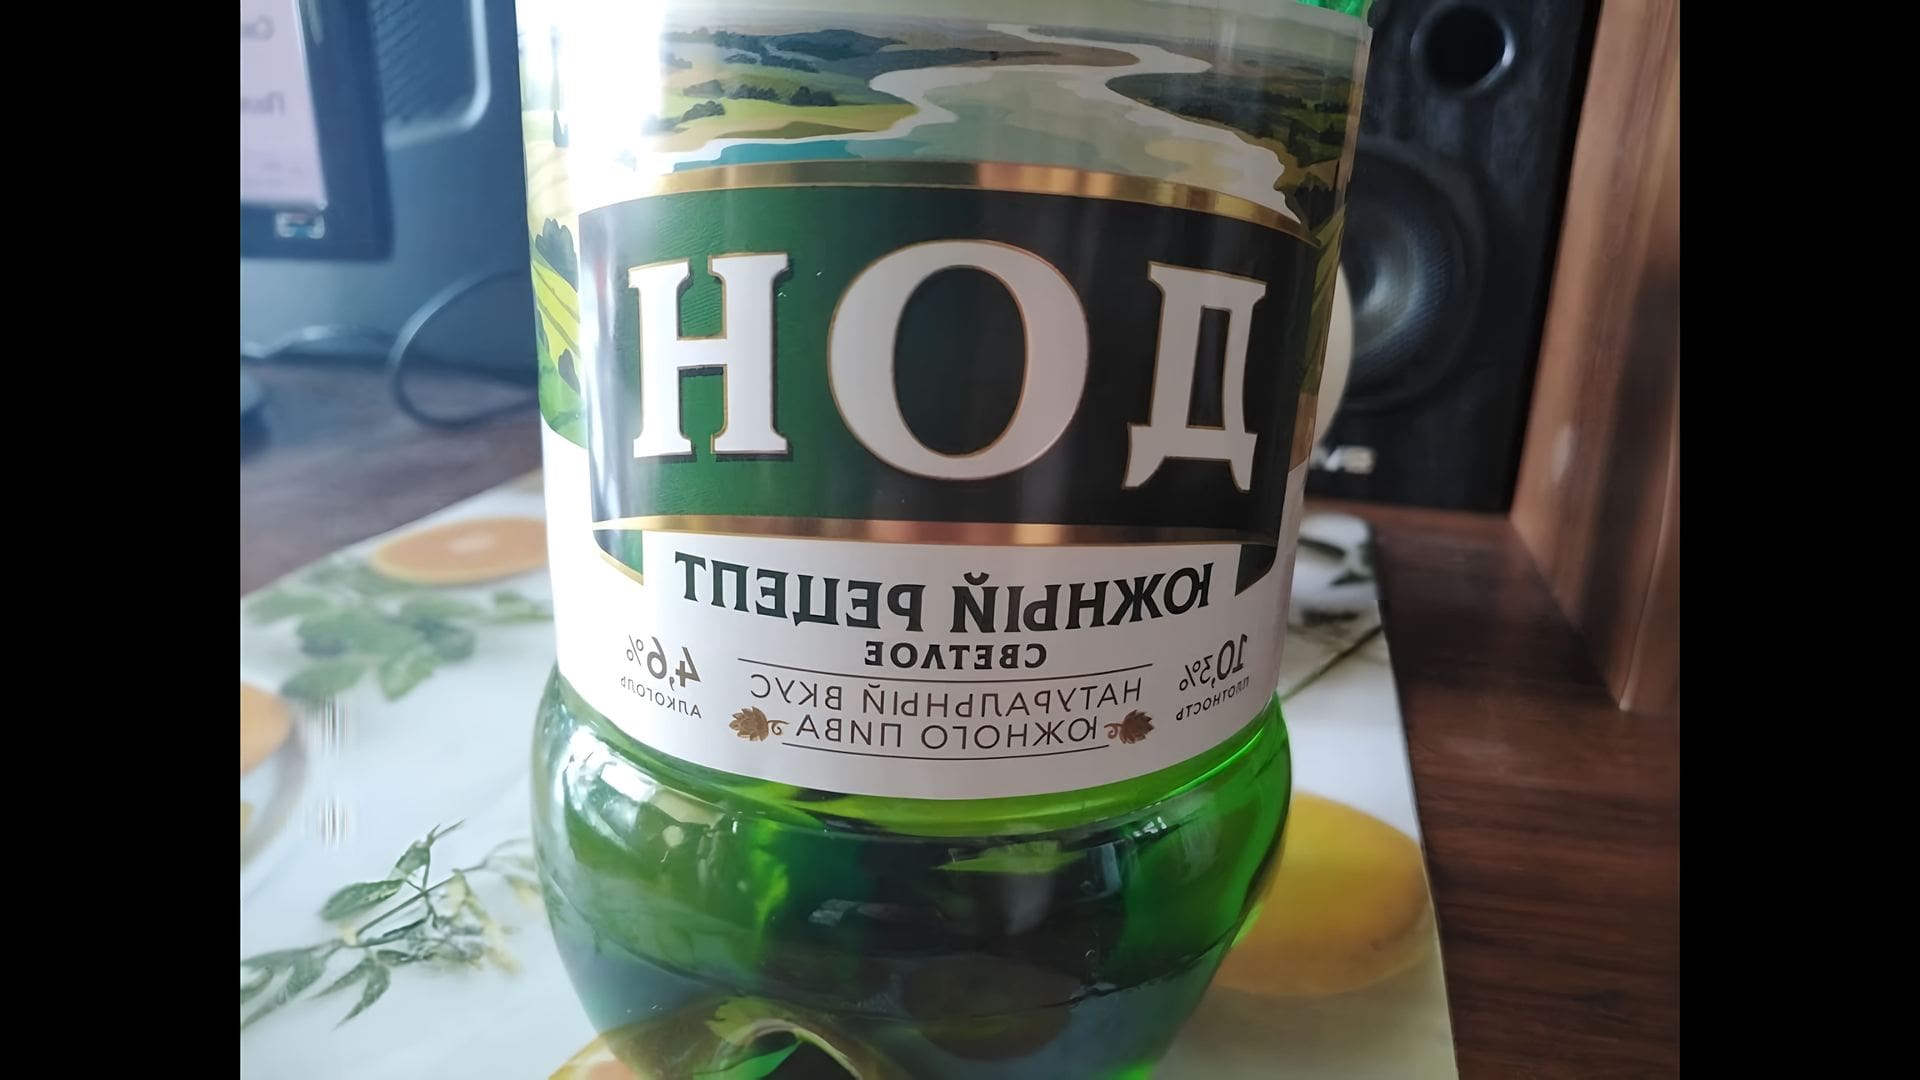 ДОН
ЮЖНЫЙ РЕЦЕПТ
СВЕТЛОЕ
10,3%
ПЛОТНОСТЬ
НАТУРАЛЬНЫЙ ВКУС
ЮЖНОГО ПИВА
4,6%
АЛКОГОЛЬ